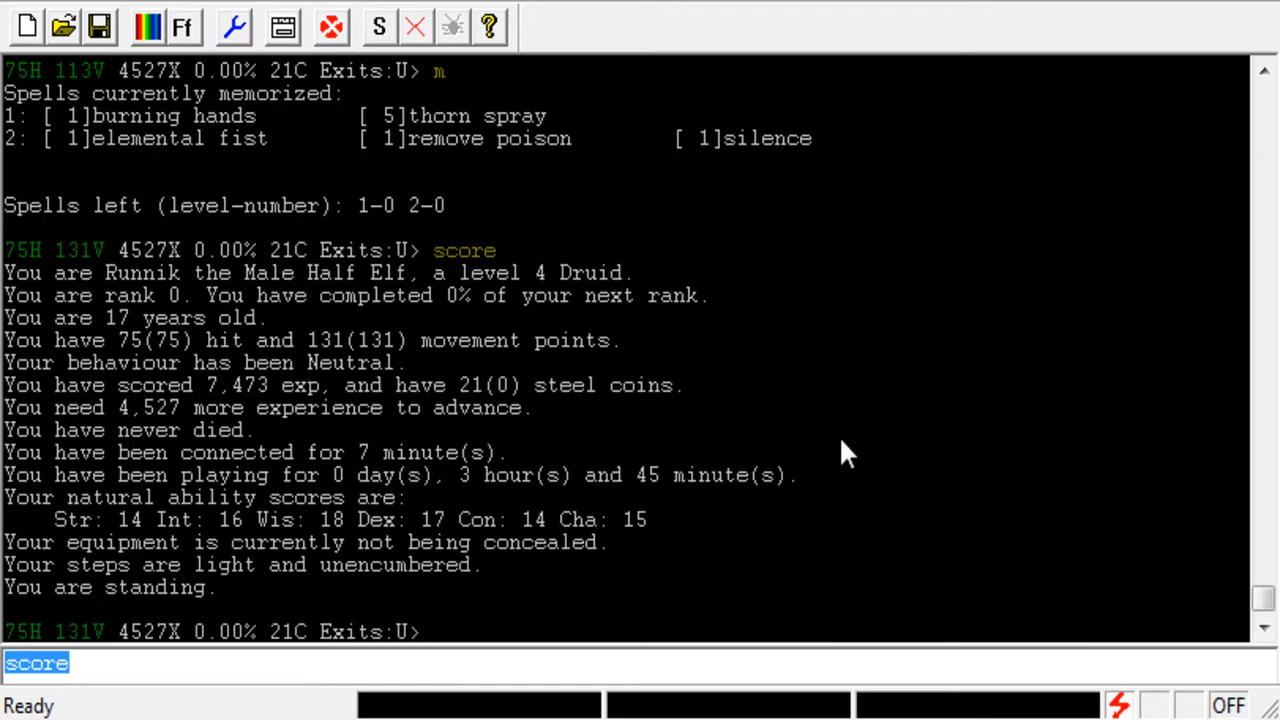 Ff S ?
75H 113V 4527X 0.00% 21C Exits:U> m
Spells currently memorized:
1: [ 1]burning hands [ 5]thorn spray
2: [ 1]elemental fist [ 1]remove poison [ 1]silence
Spells left (level-number): 1-0 2-0
75H 131V 4527X 0.00% 21C Exits:U> score
You are Runnik the Male Half Elf, a level 4 Druid.
You are rank 0. You have completed 0% of your next rank.
You are 17 years old.
You have 75(75) hit and 131(131) movement points.
Your behaviour has been Neutral.
You have scored 7,473 exp, and have 21(0) steel coins.
You need 4,527 more experience to advance.
You have never died.
You have been connected for 7 minute(s).
You have been playing for 0 day(s), 3 hour(s) and 45 minute(s).
Your natural ability scores are:
Str: 14 Int: 16 Wis: 18 Dex: 17 Con: 14 Cha: 15
Your equipment is currently not being concealed.
Your steps are light and unencumbered.
You are standing.
75H 131V 4527X 0.00% 21C Exits:U>
score
Ready OFF